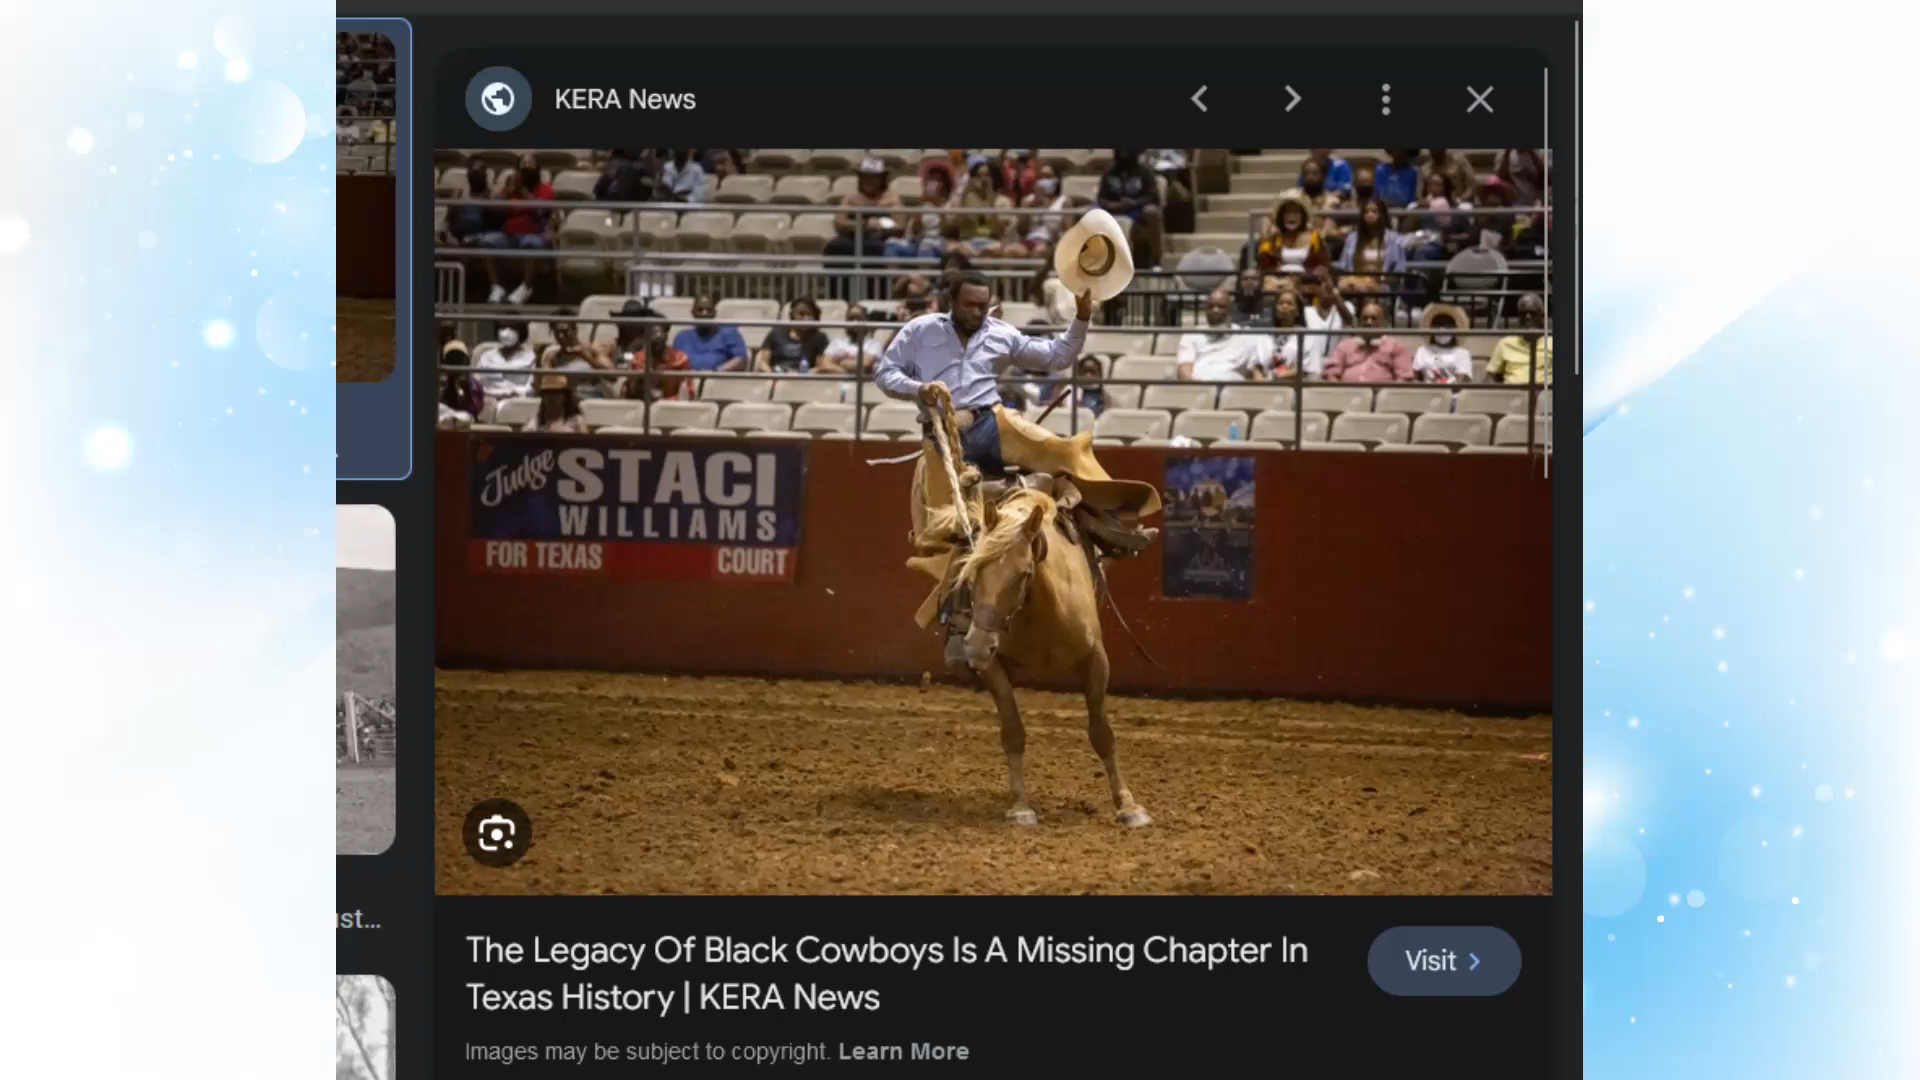 KERA News
Judge STACI
WILLIAMS
FOR TEXAS COURT
ust...
The Legacy Of Black Cowboys Is A Missing Chapter In
Texas History | KERA News
Visit
Images may be subject to copyright. Learn More